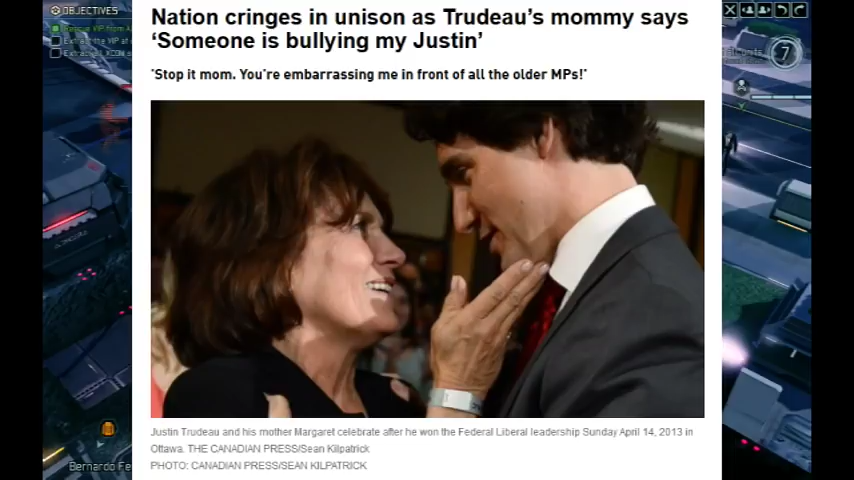 Nation cringes in unison as Trudeau's mommy says
'Someone is bullying my Justin'
'Stop it mom. You're embarrassing me in front of all the older MPs!'
OBJECTIVES
7
Justin Trudeau and his mother Margaret celebrate after he won the Federal Liberal leadership Sunday April 14, 2013 in
Ottawa. THE CANADIAN PRESS/Sean Kilpatrick
PHOTO: CANADIAN PRESS/SEAN KILPATRICK
Bernardo